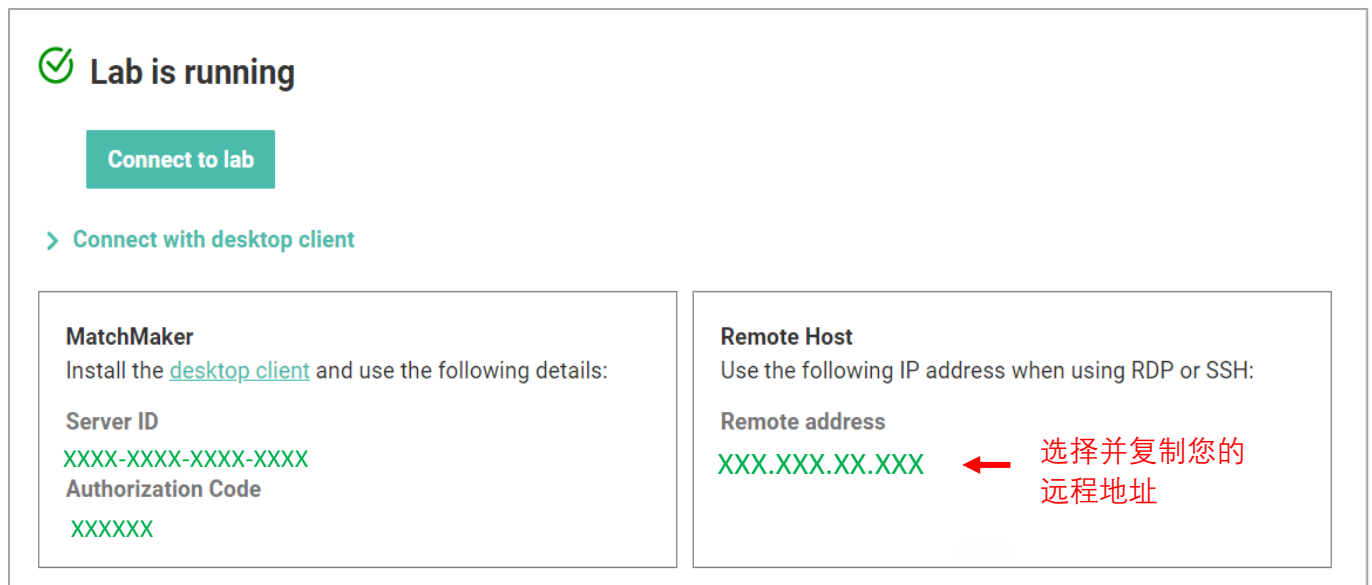 Lab is running
Connect to lab
Connect with desktop client
MatchMaker
Install the desktop client and use the following details:
Server ID
XXXX-XXXX-XXXX-XXXX
Authorization Code
XXXXXX
Remote Host
Use the following IP address when using RDP or SSH:
Remote address
XXX.XXX.XX.XXX
选择并复制您的
远程地址